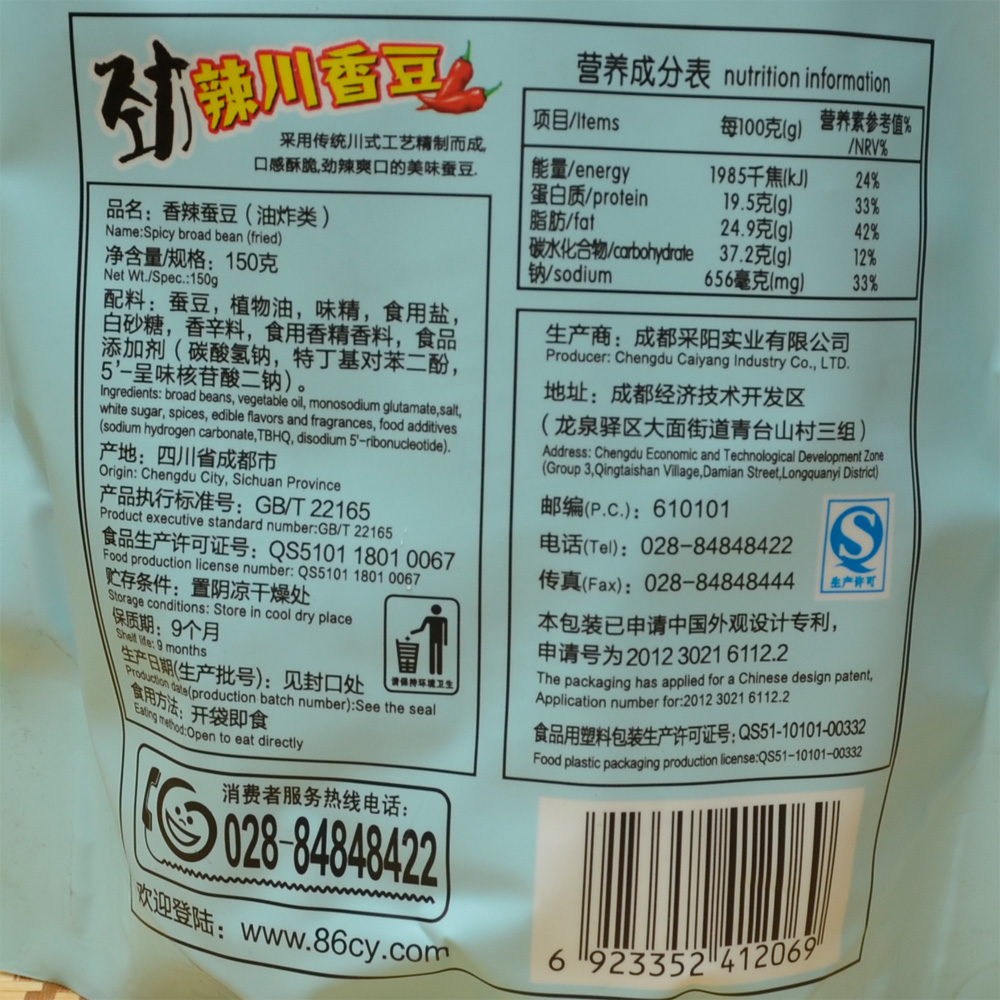 劲辣川香豆
采用传统川式工艺精制而成,
口感酥脆,劲辣爽口的美味蚕豆.
品名：香辣蚕豆（油炸类）
Name:Spicy broad bean (fried)
净含量/规格：150克
Net Wt./Spec.:150g
配料：蚕豆，植物油，味精，食用盐，
白砂糖，香辛料，食用香精香料，食品
添加剂（碳酸氢钠，特丁基对苯二酚，
5’-呈味核苷酸二钠）。
Ingredients: broad beans, vegetable oil, monosodium glutamate,salt,
white sugar, spices, edible flavors and fragrances, food additives
(sodium hydrogen carbonate,TBHQ, disodium 5'-ribonucleotide).
产地：四川省成都市
Origin: Chengdu City, Sichuan Province
产品执行标准号：GB/T 22165
Product executive standard number:GB/T 22165
食品生产许可证号：QS5101 1801 0067
Food production license number: QS5101 1801 0067
贮存条件：置阴凉干燥处
Storage conditions: Store in cool dry place
保质期：9个月
Shelf life: 9 months
生产日期(生产批号)：见封口处
Production date(production batch number):See the seal
食用方法：开袋即食
Eating method:Open to eat directly
请保持环境卫生
消费者服务热线电话：
028-84848422
欢迎登陆：www.86cy.com
营养成分表 nutrition information
项目/Items 每100克(g) 营养素参考值%
/NRV%
能量/energy 1985千焦(kJ) 24%
蛋白质/protein 19.5克(g) 33%
脂肪/fat 24.9克(g) 42%
碳水化合物/carbohydrate 37.2克(g) 12%
钠/sodium 656毫克(mg) 33%
生产商：成都采阳实业有限公司
Producer: Chengdu Caiyang Industry Co., LTD.
地址：成都经济技术开发区
（龙泉驿区大面街道青台山村三组）
Address: Chengdu Economic and Technological Development Zone
(Group 3,Qingtaishan Village,Damian Street,Longquanyi District)
邮编(P.C.)：610101
电话(Tel)：028-84848422
传真(Fax)：028-84848444
S
生产许可
本包装已申请中国外观设计专利，
申请号为2012 3021 6112.2
The packaging has applied for a Chinese design patent,
Application number for:2012 3021 6112.2
食品用塑料包装生产许可证号：QS51-10101-00332
Food plastic packaging production license:QS51-10101-00332
6 923352 412069